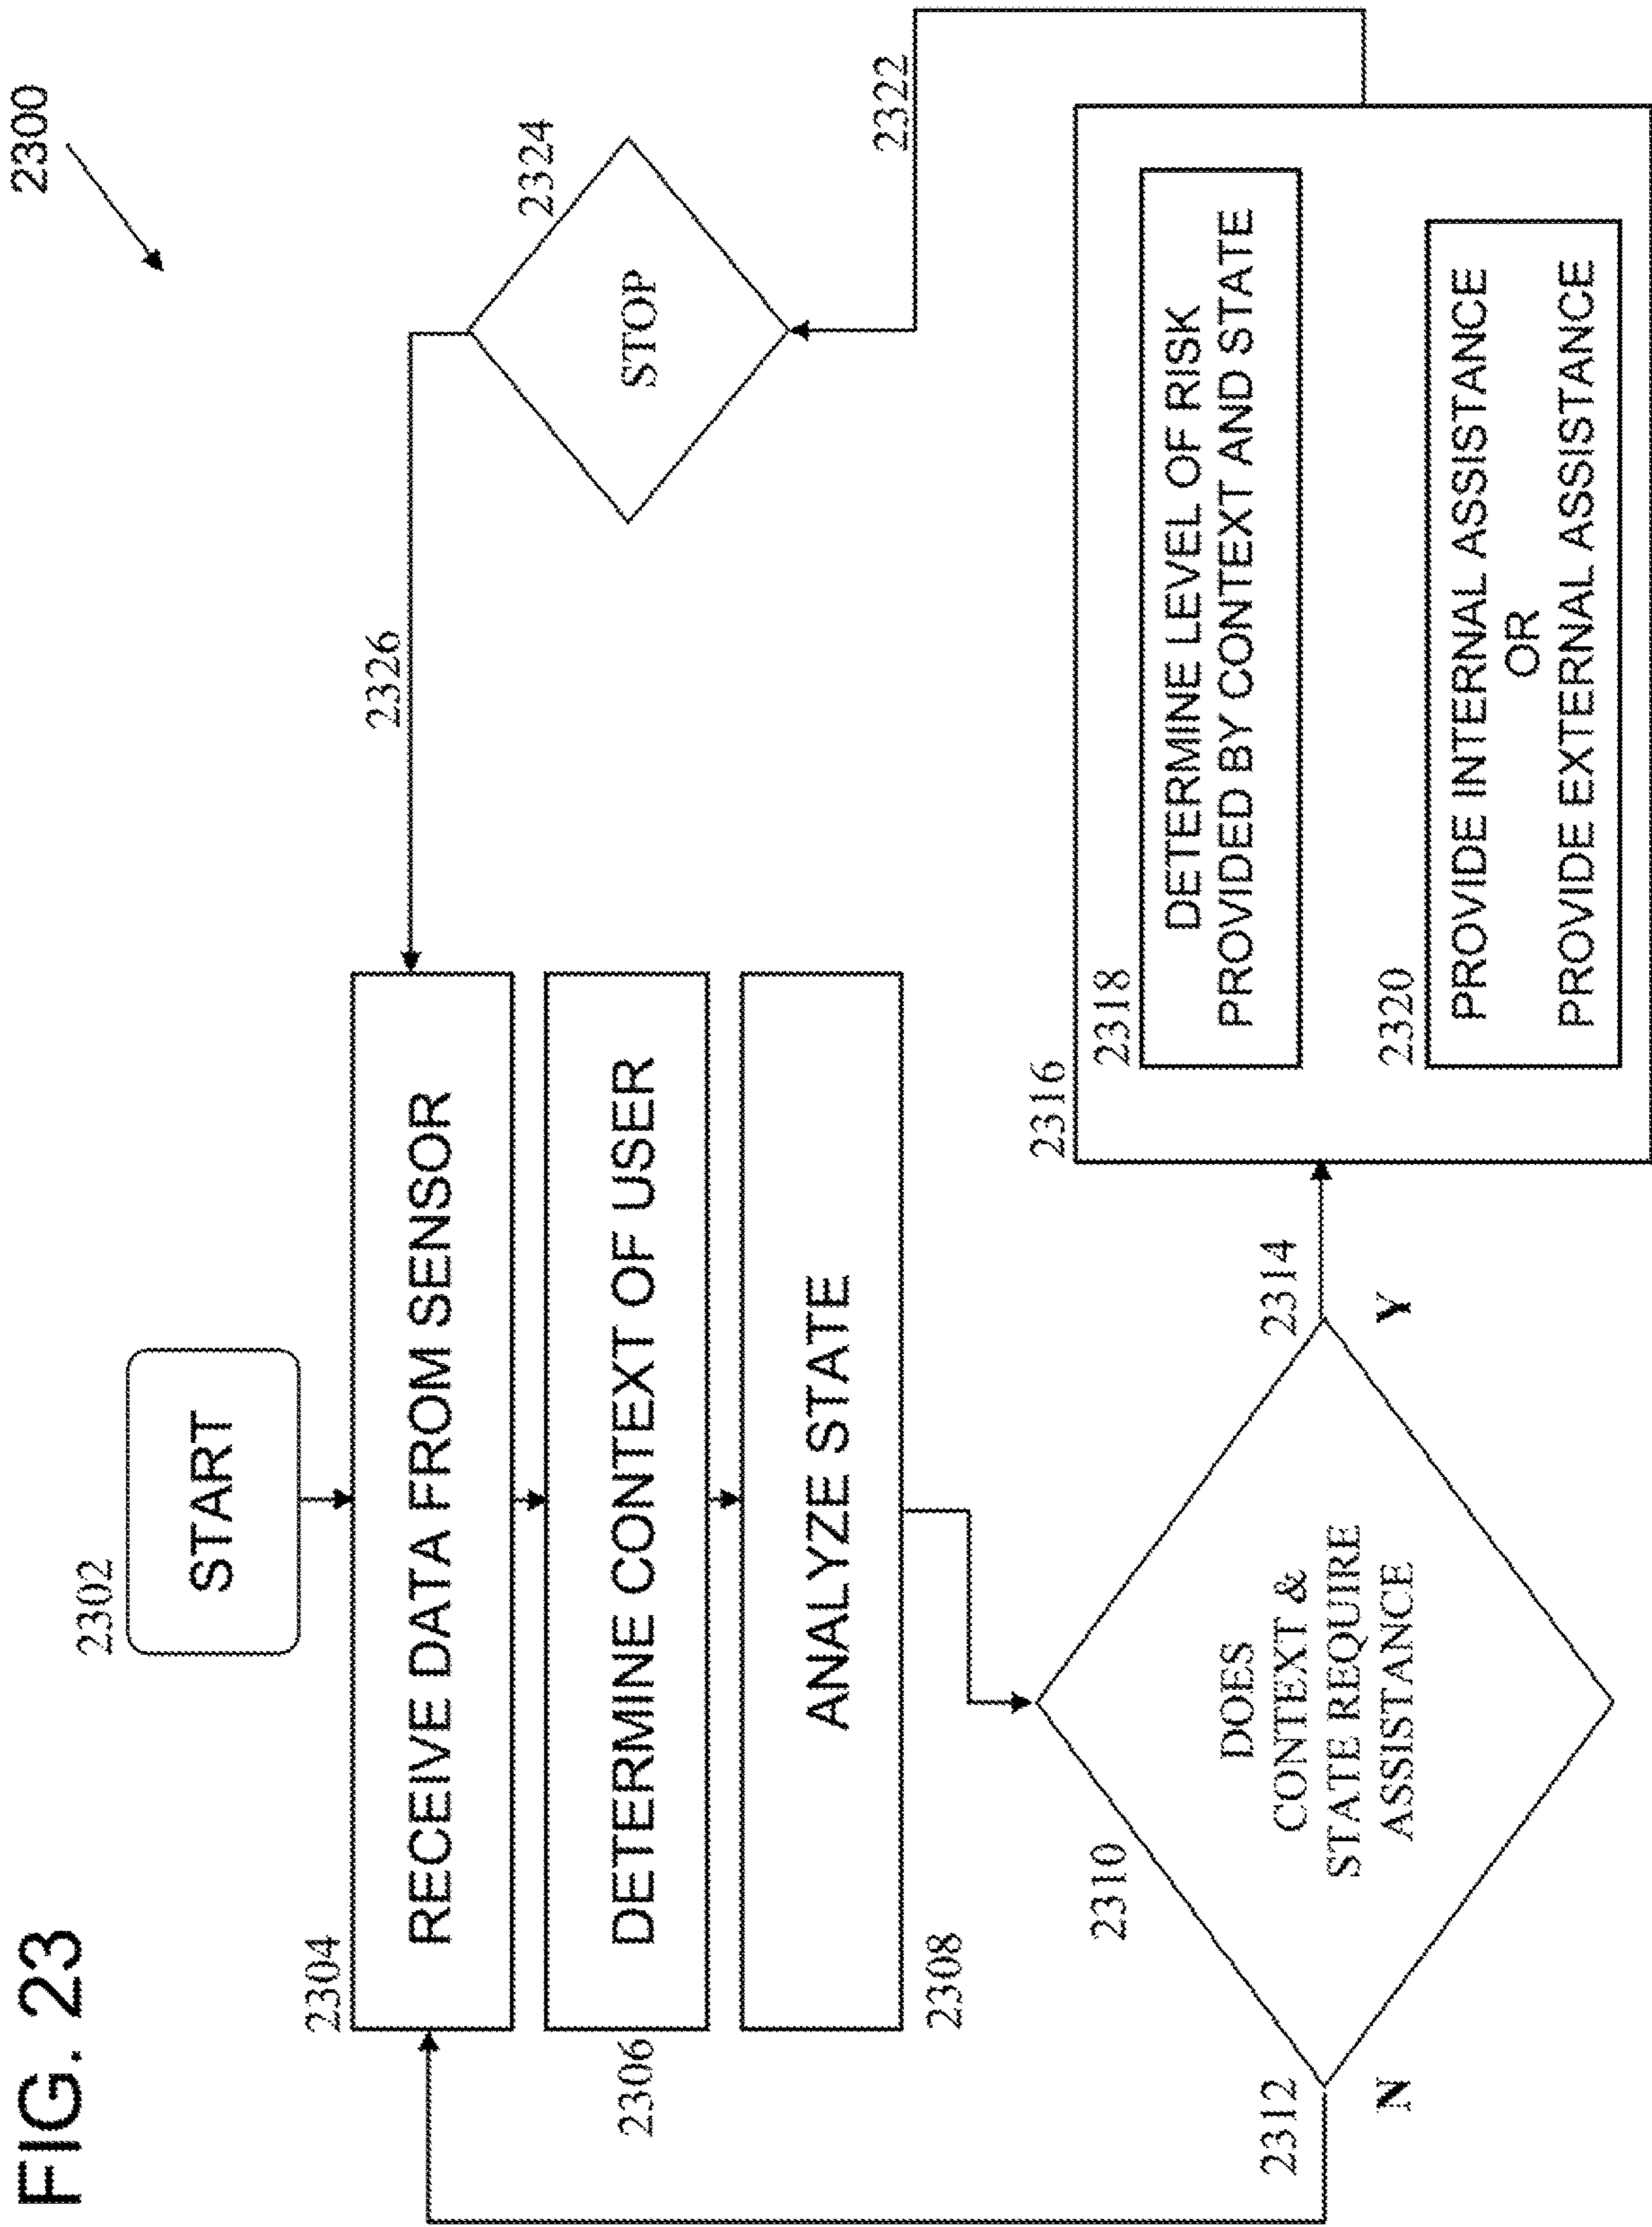 FIG. 23
2300
2302
START
2304
RECEIVE DATA FROM SENSOR
2306
DETERMINE CONTEXT OF USER
2308
ANALYZE STATE
2310
DOES
CONTEXT &
STATE REQUIRE
ASSISTANCE
2312
N
2314
Y
2316
2318
DETERMINE LEVEL OF RISK
PROVIDED BY CONTEXT AND STATE
2320
PROVIDE INTERNAL ASSISTANCE
OR
PROVIDE EXTERNAL ASSISTANCE
2322
2324
STOP
2326